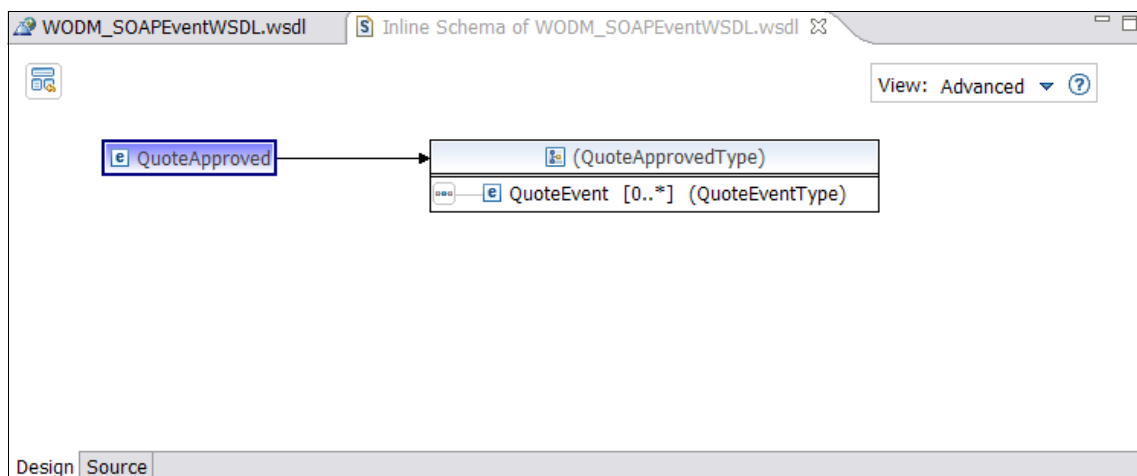 WODM_SOAPEventWSDL.wsdl
Inline Schema of WODM_SOAPEventWSDL.wsdl
View: Advanced
QuoteApproved
(QuoteApprovedType)
QuoteEvent [0..*] (QuoteEventType)
Design Source